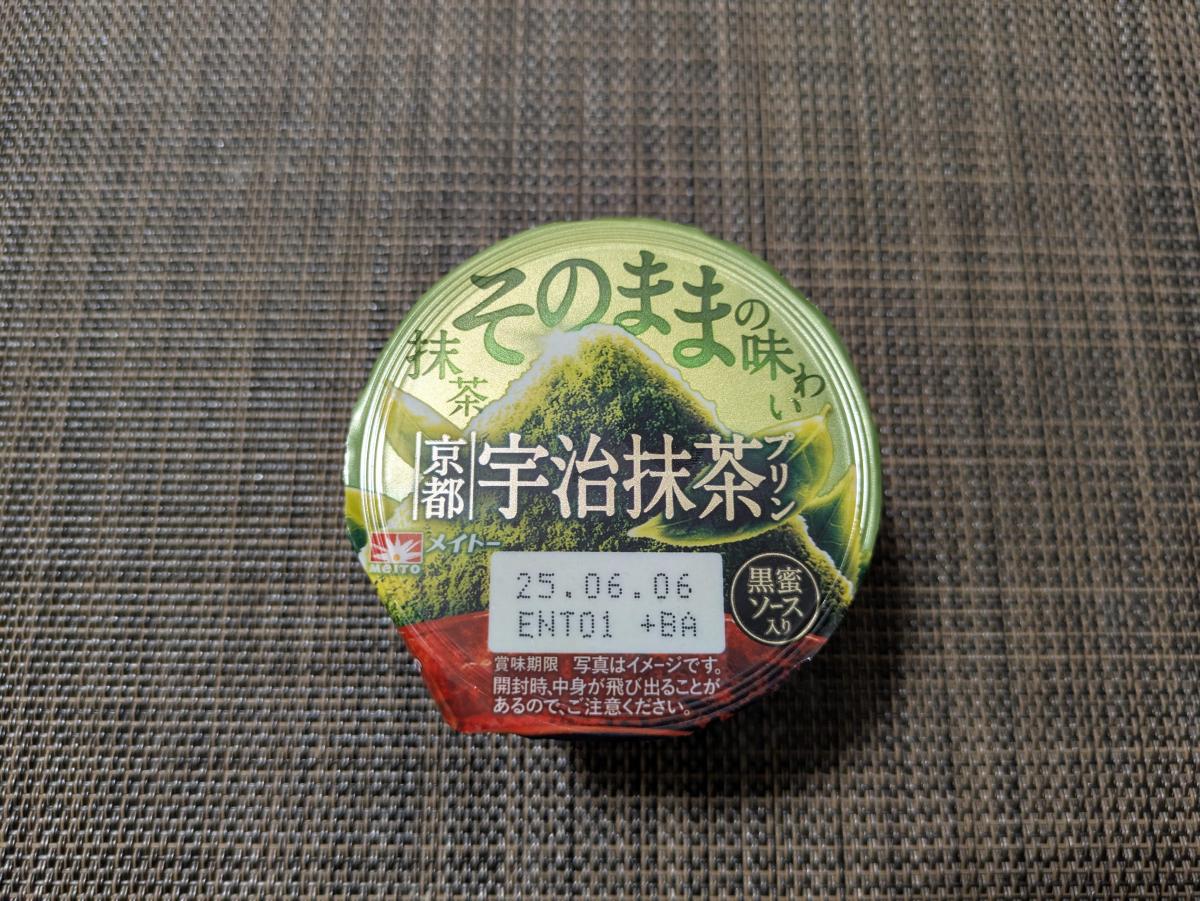 抹茶そのままの味わい
京都
宇治抹茶プリン
MeITO メイトー
25.06.06
ENT01 +BA
黒蜜
ソース
入り
賞味期限 写真はイメージです。
開封時、中身が飛び出ることが
あるので、ご注意ください。